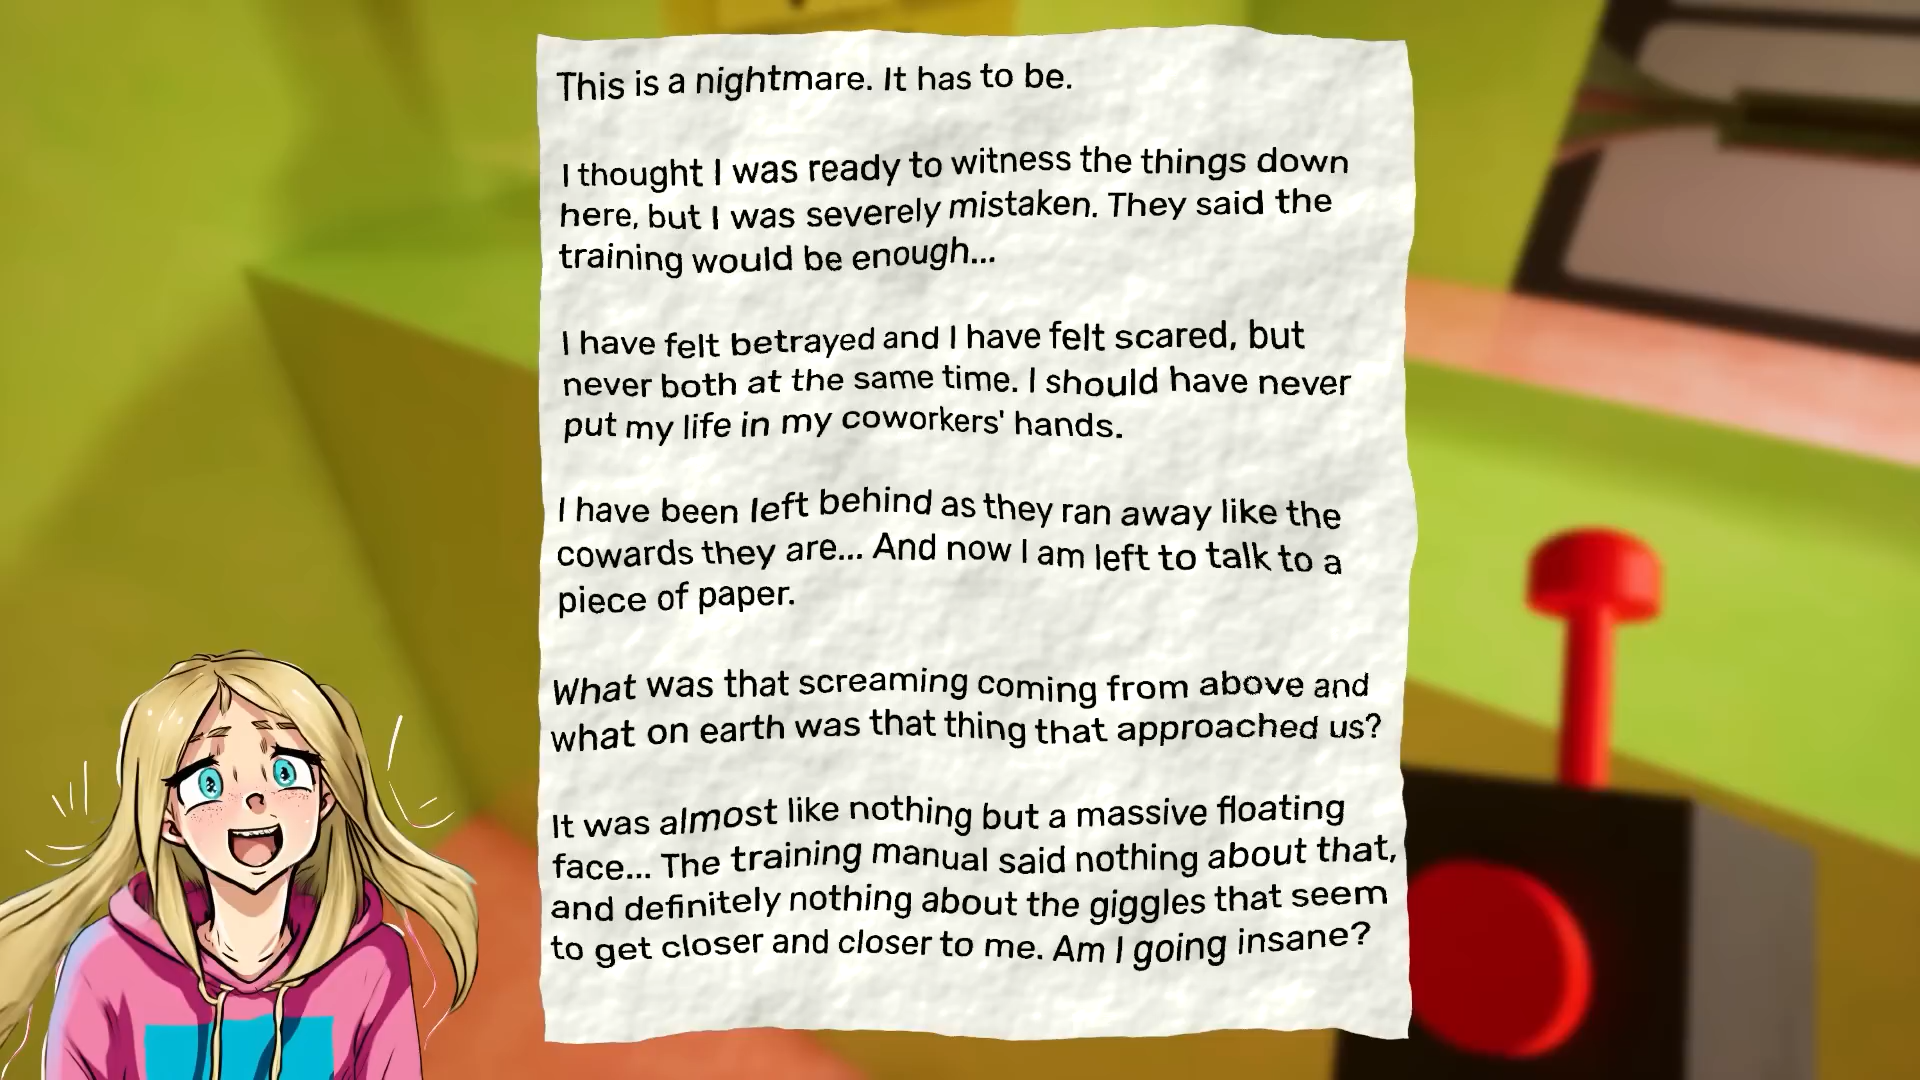 This is a nightmare. It has to be.
I thought I was ready to witness the things down
here, but I was severely mistaken. They said the
training would be enough...
I have felt betrayed and I have felt scared, but
never both at the same time. I should have never
put my life in my coworkers' hands.
I have been left behind as they ran away like the
cowards they are... And now I am left to talk to a
piece of paper.
What was that screaming coming from above and
what on earth was that thing that approached us?
It was almost like nothing but a massive floating
face... The training manual said nothing about that,
and definitely nothing about the giggles that seem
to get closer and closer to me. Am I going insane?